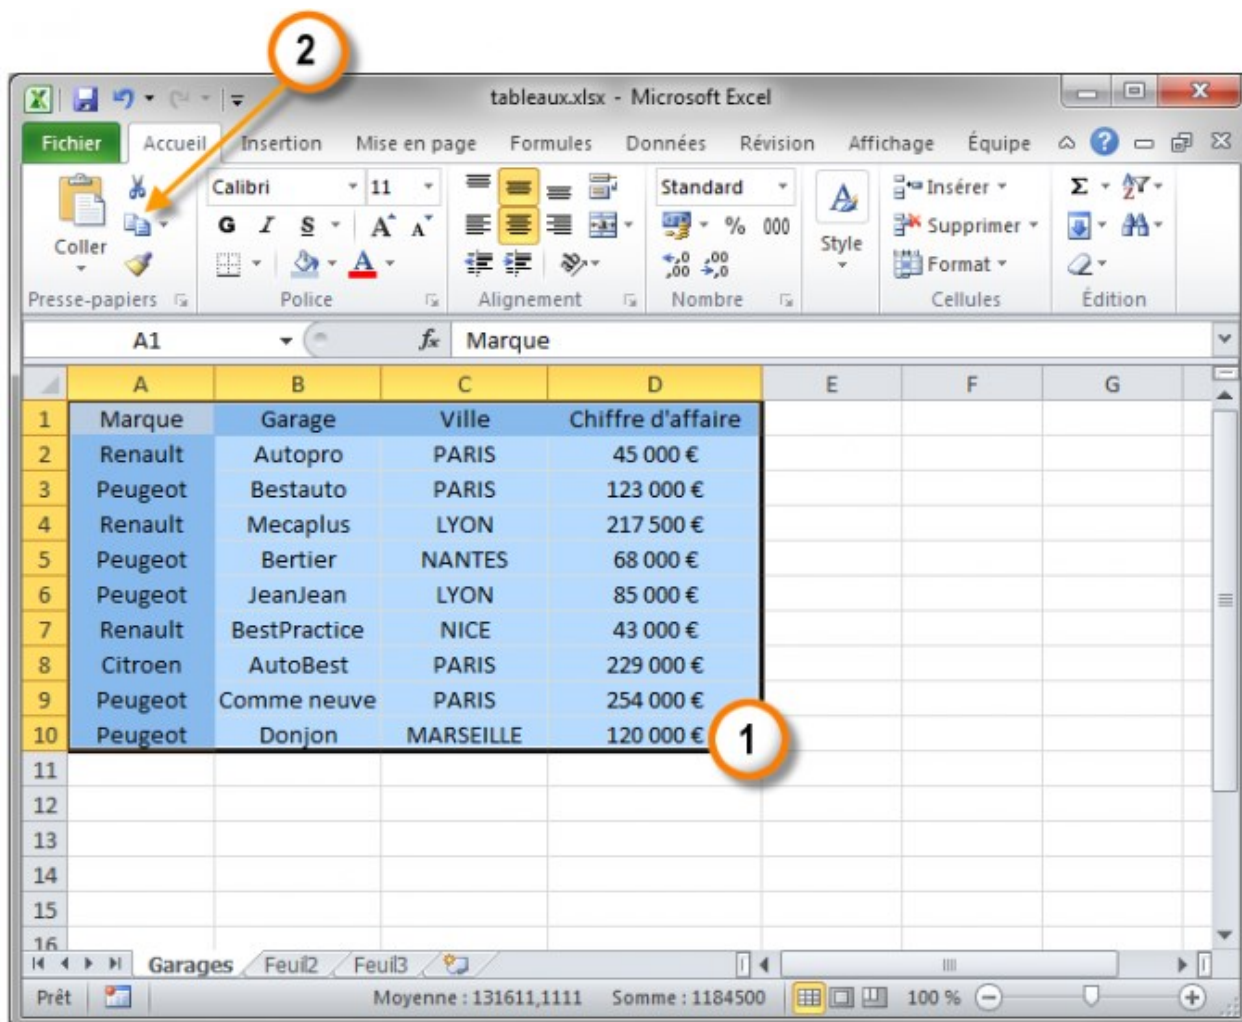 2
tableaux.xlsx - Microsoft Excel
Fichier Accueil Insertion Mise en page Formules Données Révision Affichage Équipe
Calibri 11 Standard Insérer Σ
G I S A A % 000 Supprimer
Coller Style
A ,00 ,0 ,00 ,0 Format
Presse-papiers Police Alignement Nombre Cellules Édition
A1 fx Marque
A B C D E F G
1 Marque Garage Ville Chiffre d'affaire
2 Renault Autopro PARIS 45 000 €
3 Peugeot Bestauto PARIS 123 000 €
4 Renault Mecaplus LYON 217 500 €
5 Peugeot Bertier NANTES 68 000 €
6 Peugeot JeanJean LYON 85 000 €
7 Renault BestPractice NICE 43 000 €
8 Citroen AutoBest PARIS 229 000 €
9 Peugeot Comme neuve PARIS 254 000 €
10 Peugeot Donjon MARSEILLE 120 000 € 1
11
12
13
14
15
16
Garages Feuil2 Feuil3
Prêt Moyenne : 131611,1111 Somme : 1184500 100 %